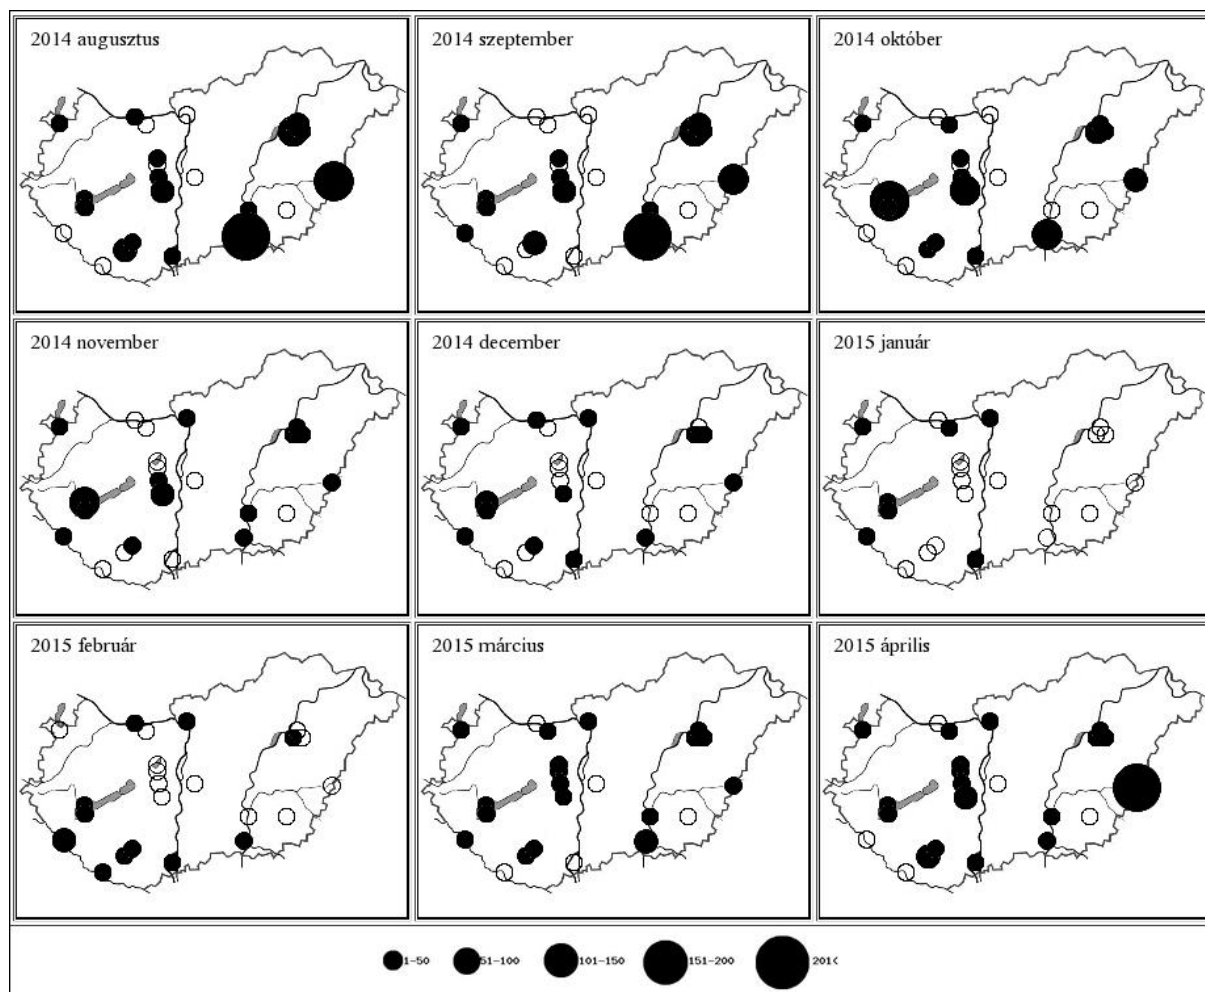 2014 augusztus
2014 szeptember
2014 október
2014 november
2014 december
2015 január
2015 február
2015 március
2015 április
1-50 51-100 101-150 151-200